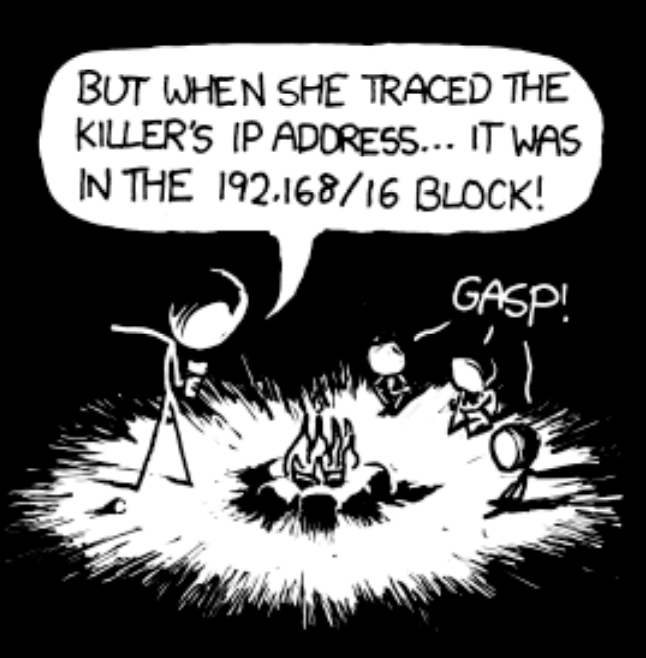 BUT WHEN SHE TRACED THE
KILLER'S IP ADDRESS... IT WAS
IN THE 192.168/16 BLOCK!
GASP!